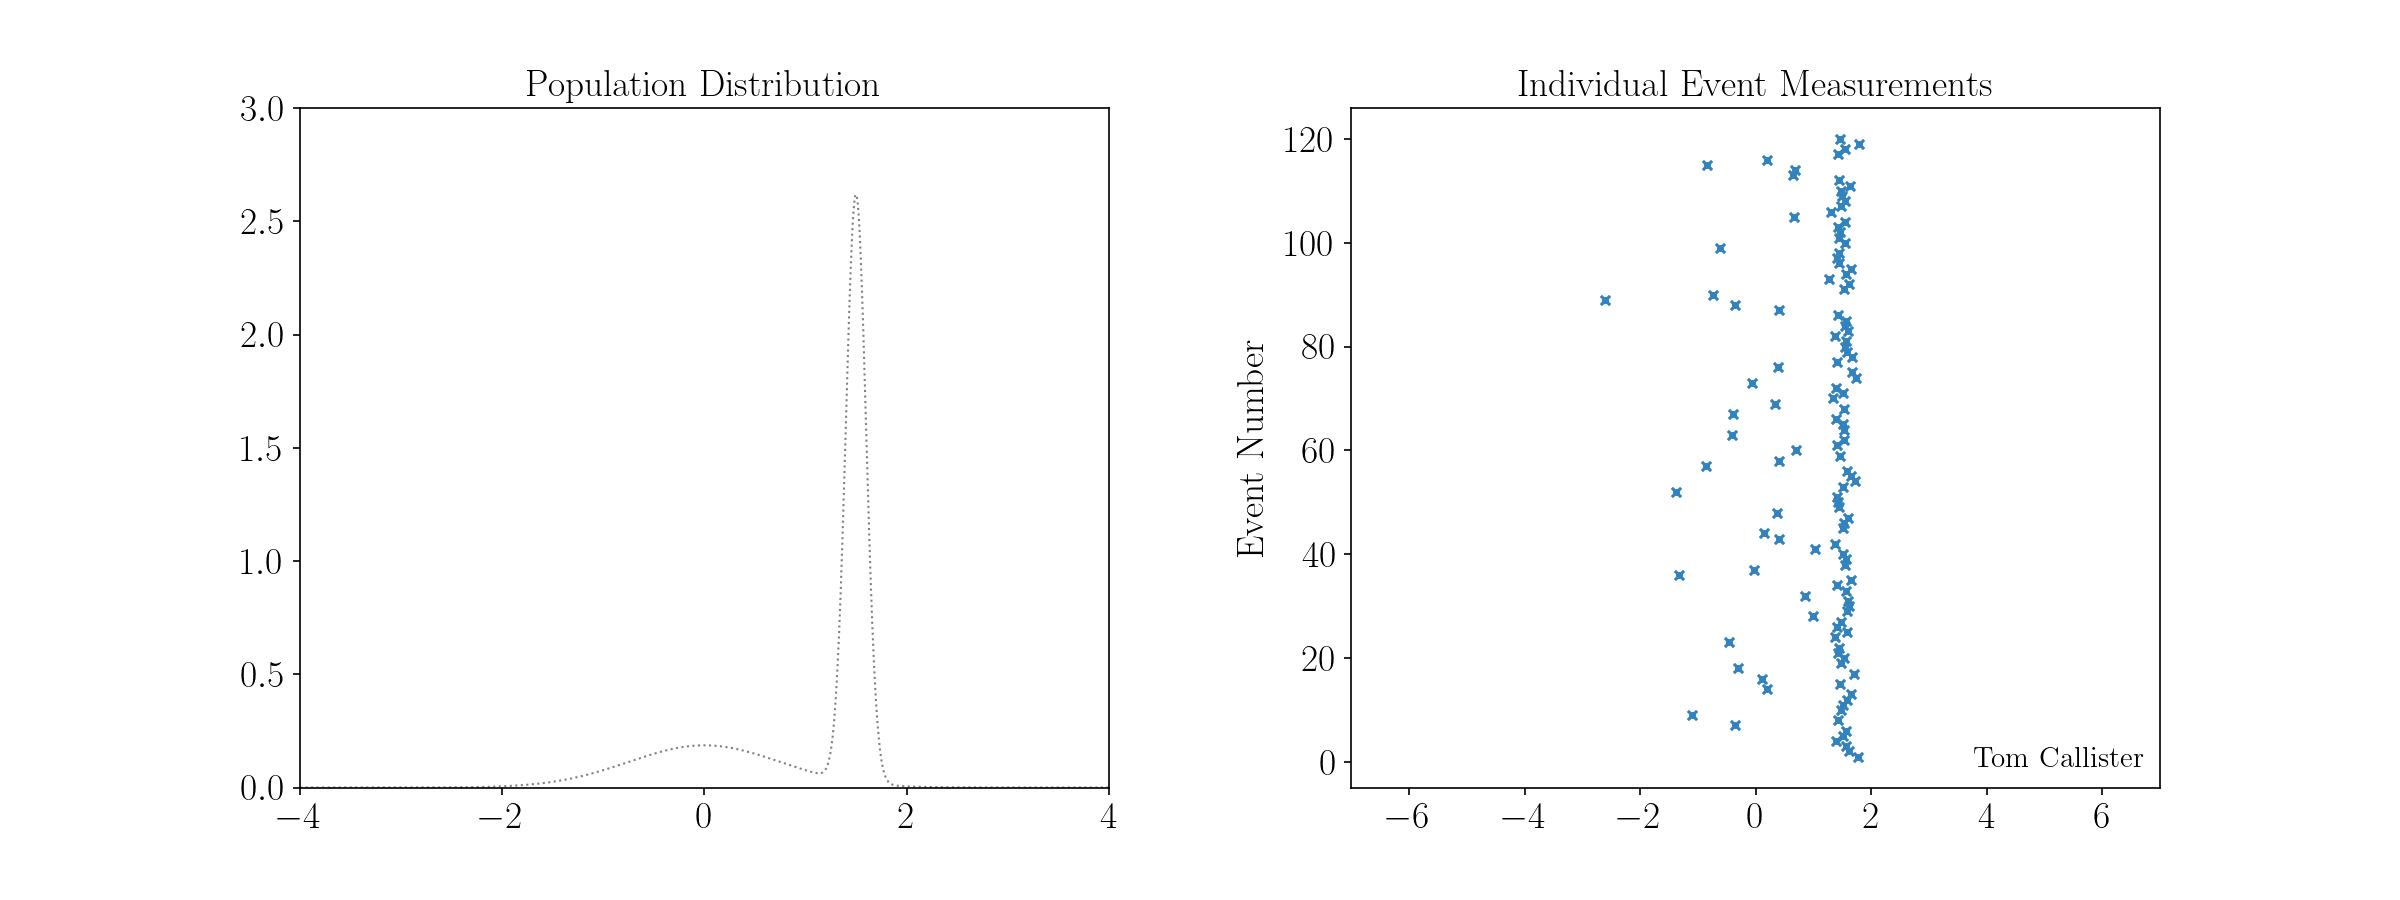 Population Distribution
3.0
2.5
2.0
1.5
1.0
0.5
0.0
−4 −2 0 2 4
Individual Event Measurements
Event Number
120
100
80
60
40
20
0
Tom Callister
−6 −4 −2 0 2 4 6